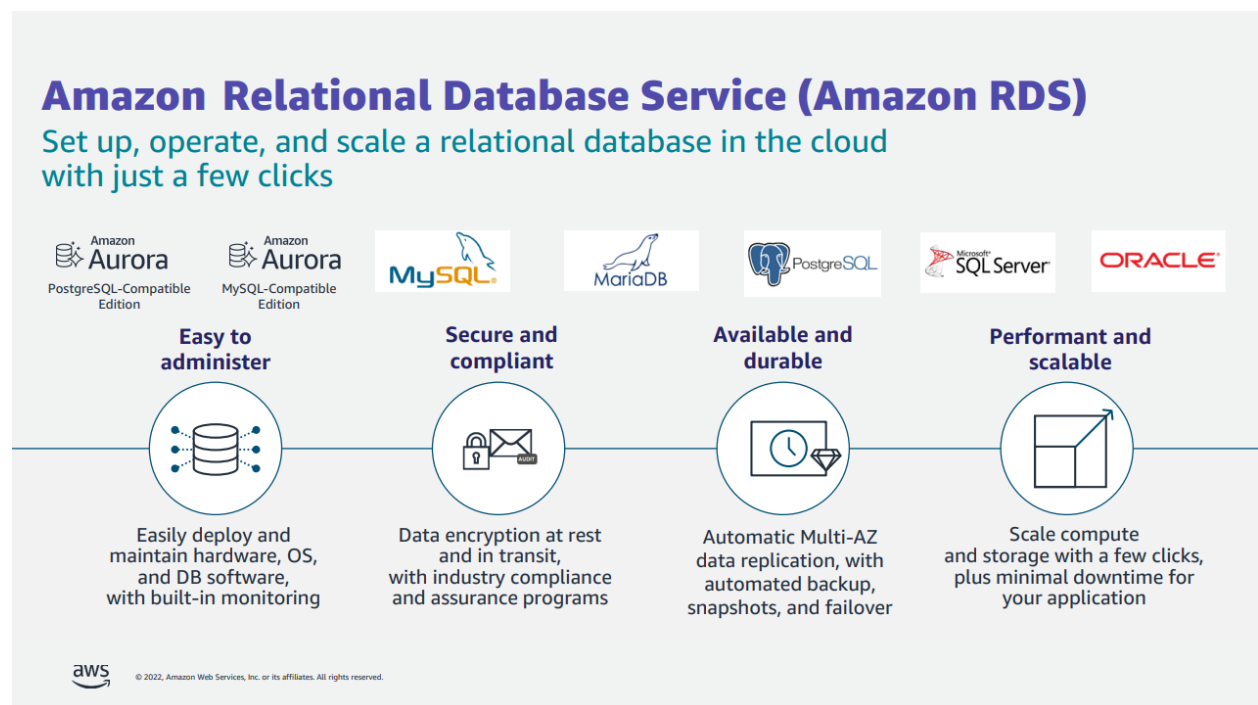 Amazon Relational Database Service (Amazon RDS)
Set up, operate, and scale a relational database in the cloud
with just a few clicks
Amazon
Aurora
PostgreSQL-Compatible
Edition
Amazon
Aurora
MySQL-Compatible
Edition
MySQL®
MariaDB
PostgreSQL
Microsoft®
SQL Server®
ORACLE®
Easy to
administer
Secure and
compliant
Available and
durable
Performant and
scalable
AUDIT
Easily deploy and
maintain hardware, OS,
and DB software,
with built-in monitoring
Data encryption at rest
and in transit,
with industry compliance
and assurance programs
Automatic Multi-AZ
data replication, with
automated backup,
snapshots, and failover
Scale compute
and storage with a few clicks,
plus minimal downtime for
your application
aws
© 2022, Amazon Web Services, Inc. or its affiliates. All rights reserved.